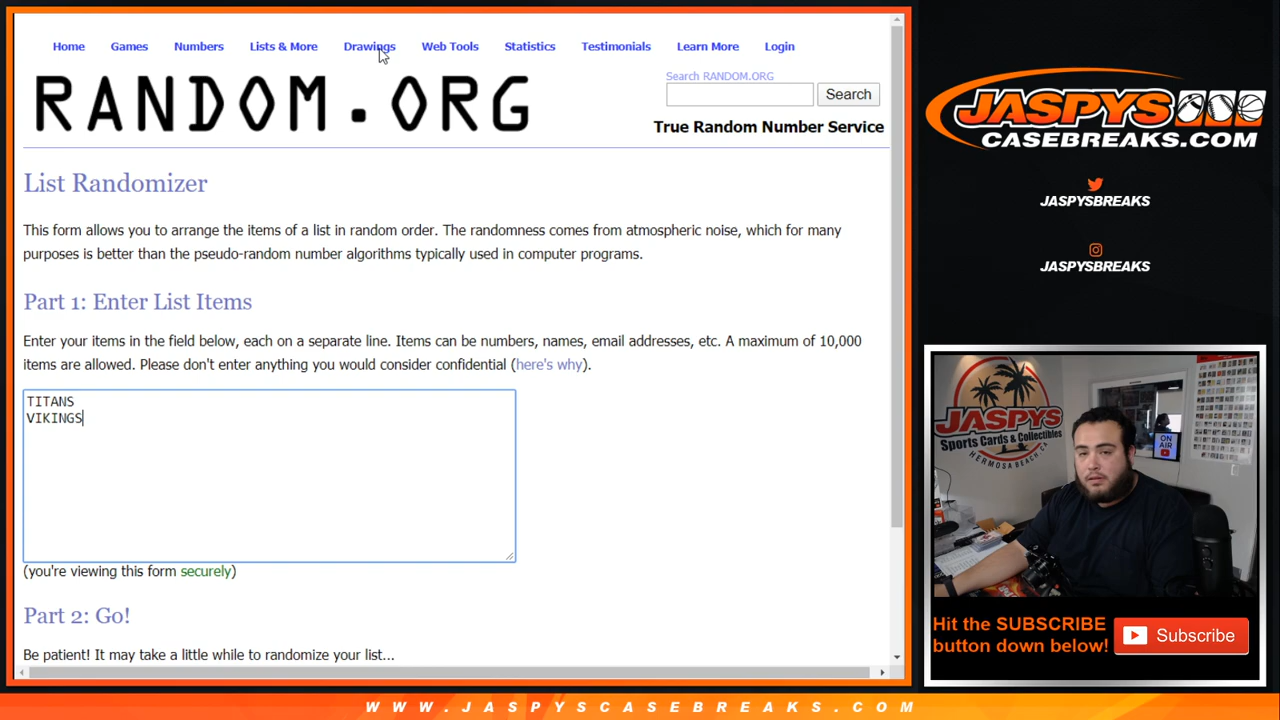 Home Games Numbers Lists & More Drawings Web Tools Statistics Testimonials Learn More Login
RANDOM.ORG
Search RANDOM.ORG
Search
True Random Number Service
List Randomizer
This form allows you to arrange the items of a list in random order. The randomness comes from atmospheric noise, which for many
purposes is better than the pseudo-random number algorithms typically used in computer programs.
Part 1: Enter List Items
Enter your items in the field below, each on a separate line. Items can be numbers, names, email addresses, etc. A maximum of 10,000
items are allowed. Please don't enter anything you would consider confidential (here's why).
TITANS
VIKINGS
(you're viewing this form securely)
Part 2: Go!
Be patient! It may take a little while to randomize your list...
JASPYS
CASEBREAKS.COM
JASPYSBREAKS
JASPYSBREAKS
JASPYS
Sports Cards & Collectibles
HERMOSA BEACH, CA
ON
AIR
Hit the SUBSCRIBE
button down below!
Subscribe
WWW.JASPYSCASEBREAKS.COM